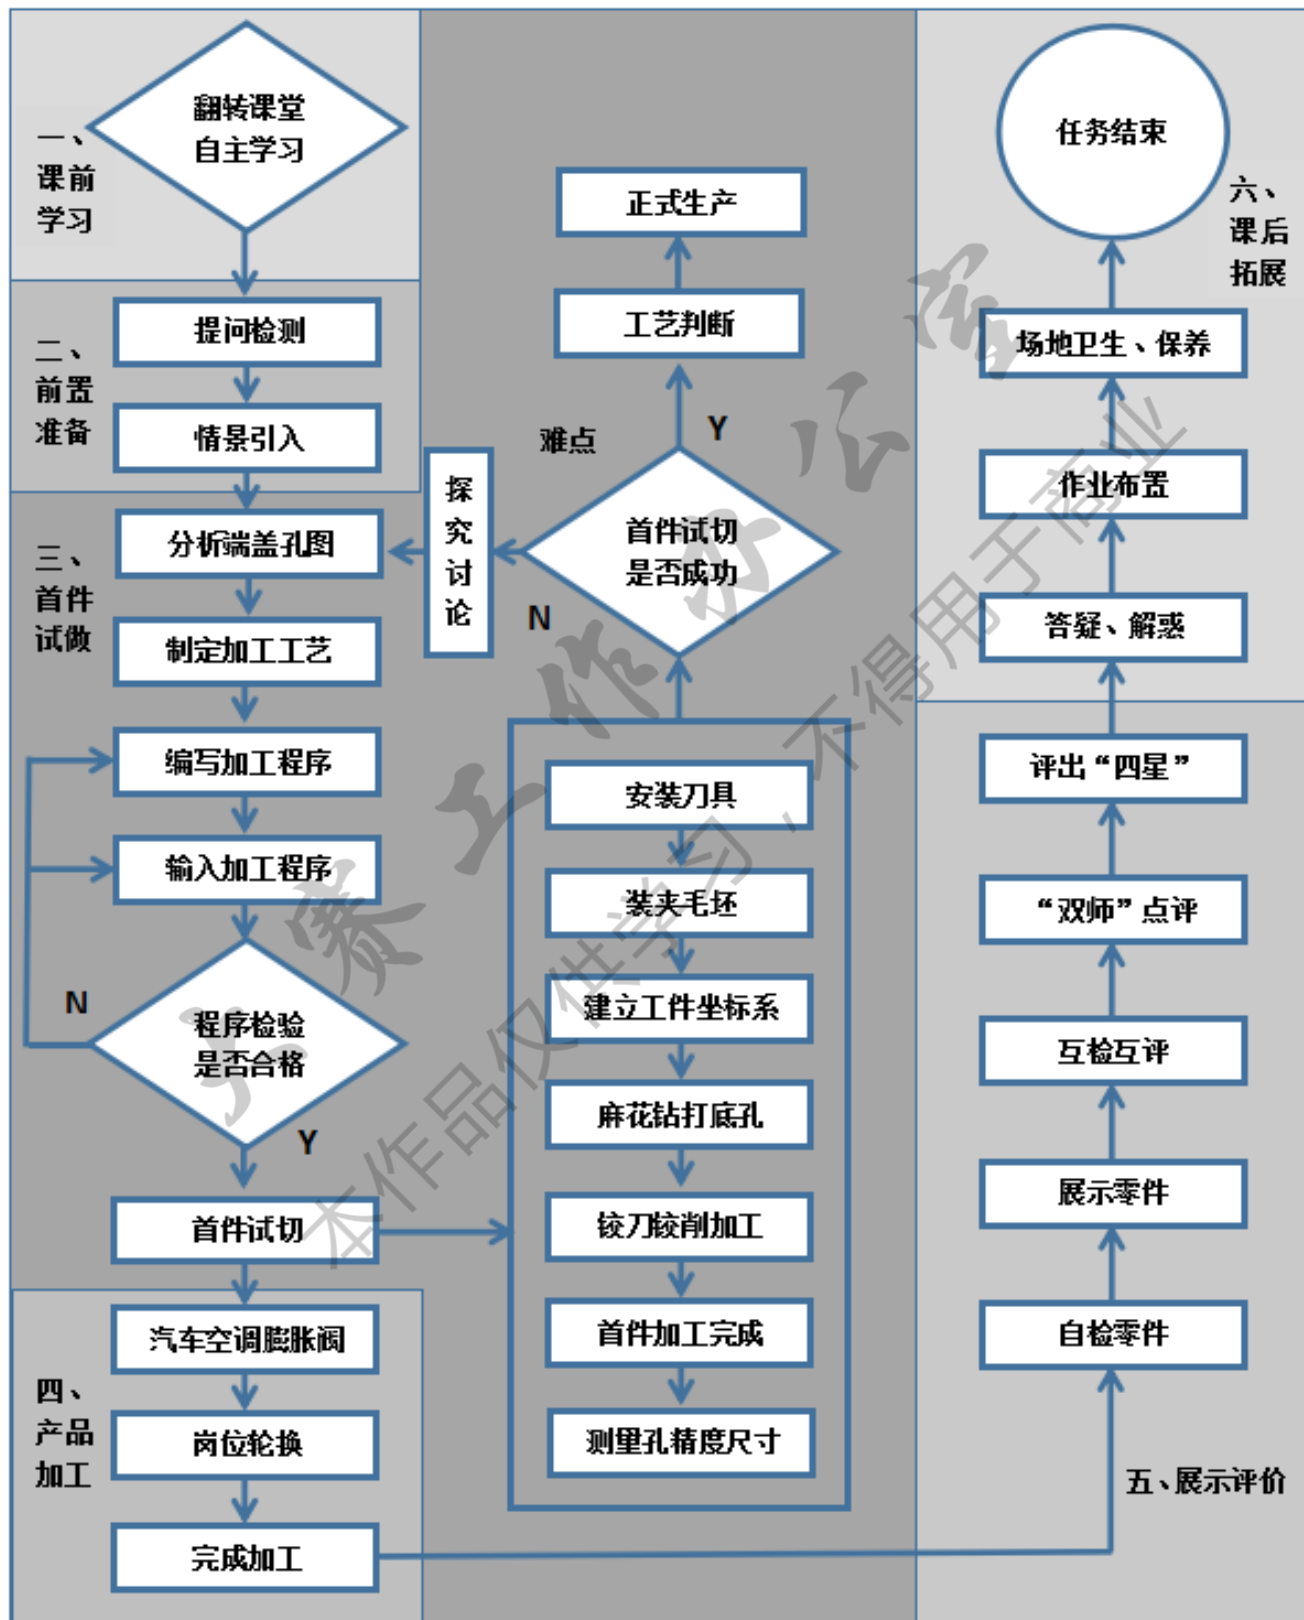 一、
课前
学习
翻转课堂
自主学习
二、
前置
准备
提问检测
情景引入
三、
首件
试做
分析端盖孔图
制定加工工艺
编写加工程序
输入加工程序
N
程序检验
是否合格
Y
首件试切
四、
产品
加工
汽车空调膨胀阀
岗位轮换
完成加工
正式生产
工艺判断
难点
Y
探
究
讨
论
首件试切
是否成功
N
安装刀具
装夹毛坯
建立工件坐标系
麻花钻打底孔
铰刀铰削加工
首件加工完成
测量孔精度尺寸
任务结束
六、
课后
拓展
场地卫生、保养
作业布置
答疑、解惑
评出“四星”
“双师”点评
互检互评
展示零件
自检零件
五、展示评价
大赛工作办公室
本作品仅供学习，不得用于商业